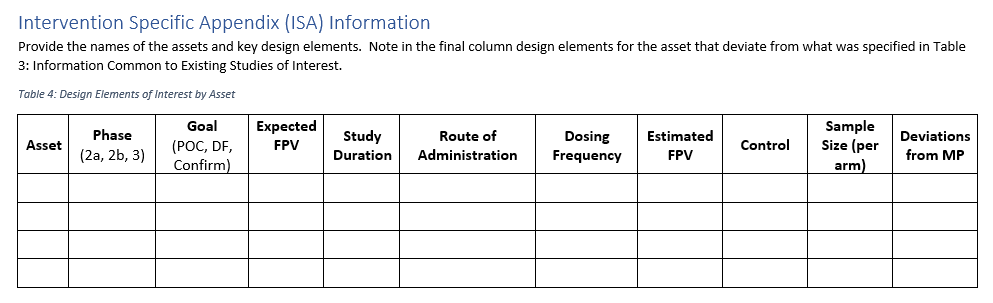 Intervention Specific Appendix (ISA) Information
Provide the names of the assets and key design elements.  Note in the final column design elements for the asset that deviate from what was specified in Table
3: Information Common to Existing Studies of Interest.
Table 4: Design Elements of Interest by Asset
Asset
Phase
(2a, 2b, 3)
Goal
(POC, DF,
Confirm)
Expected
FPV
Study
Duration
Route of
Administration
Dosing
Frequency
Estimated
FPV
Control
Sample
Size (per
arm)
Deviations
from MP